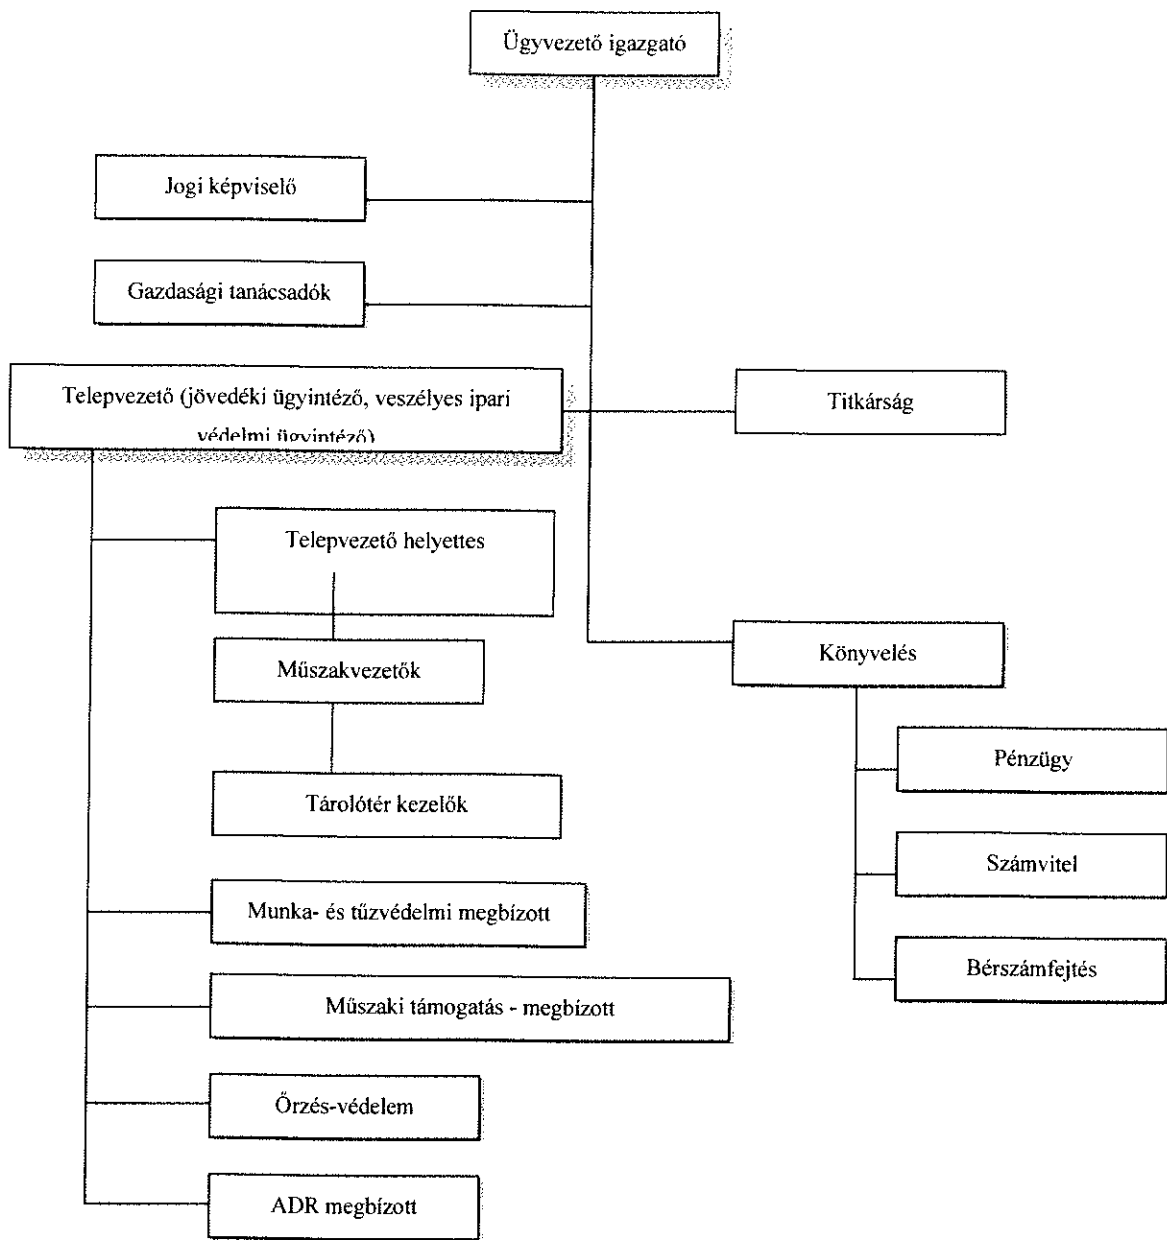 Ügyvezető igazgató
Jogi képviselő
Gazdasági tanácsadók
Telepvezető (jövedéki ügyintéző, veszélyes ipari
védelmi ügyintéző)
Titkárság
Telepvezető helyettes
Műszakvezetők
Tárolótér kezelők
Munka- és tűzvédelmi megbízott
Műszaki támogatás - megbízott
Őrzés-védelem
ADR megbízott
Könyvelés
Pénzügy
Számvitel
Bérszámfejtés